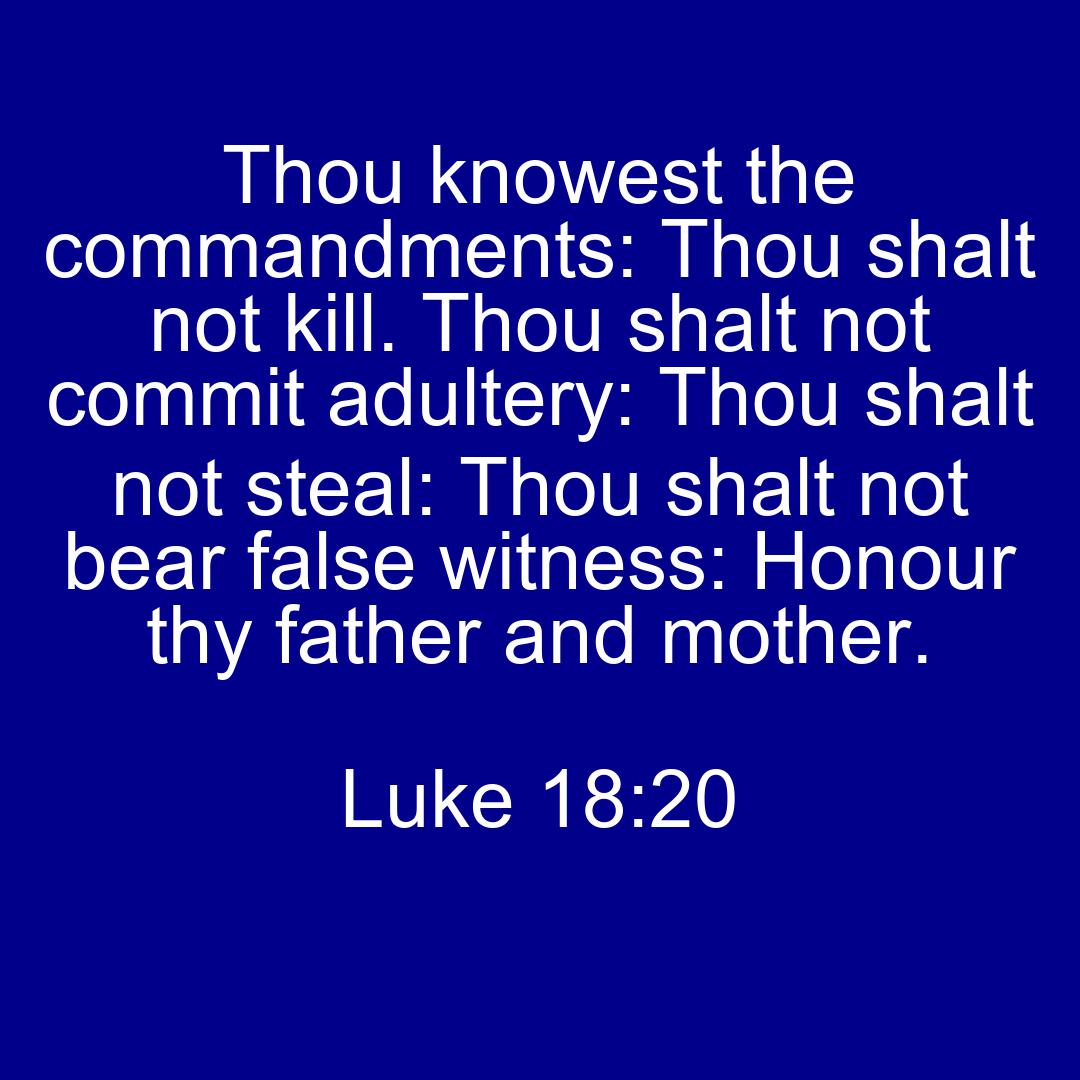 Thou knowest the
commandments: Thou shalt
not kill. Thou shalt not
commit adultery: Thou shalt
not steal: Thou shalt not
bear false witness: Honour
thy father and mother.
Luke 18:20